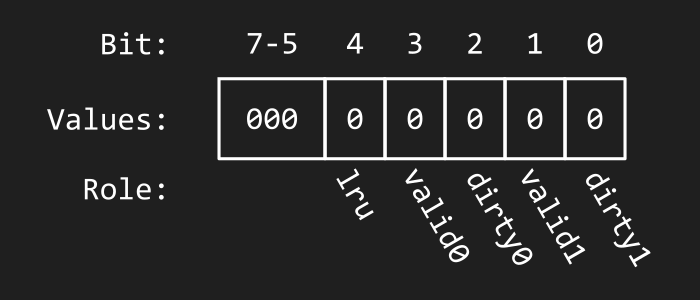 Bit: 7-5 4 3 2 1 0
Values: 000 0 0 0 0 0
Role: lru valid0 dirty0 valid1 dirty1